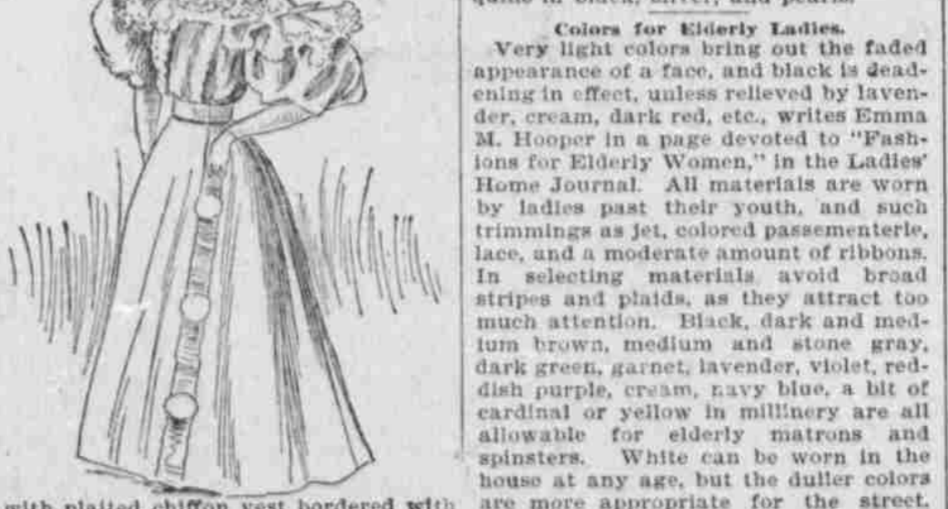 quins in black, silver, and pearls.
Colors for Elderly Ladies.
Very light colors bring out the faded
appearance of a face, and black is dead-
ening in effect, unless relieved by laven-
der, cream, dark red, etc., writes Emma
M. Hooper in a page devoted to "Fash-
ions for Elderly Women," in the Ladies'
Home Journal. All materials are worn
by ladies past their youth, and such
trimmings as jet, colored passementerie,
lace, and a moderate amount of ribbons.
In selecting materials avoid broad
stripes and plaids, as they attract too
much attention. Black, dark and med-
ium brown, medium and stone gray,
dark green, garnet, lavender, violet, red-
dish purple, cream, navy blue, a bit of
cardinal or yellow in millinery are all
allowable for elderly matrons and
spinsters. White can be worn in the
house at any age, but the duller colors
are more appropriate for the street.
with plaited chiffon vest bordered with